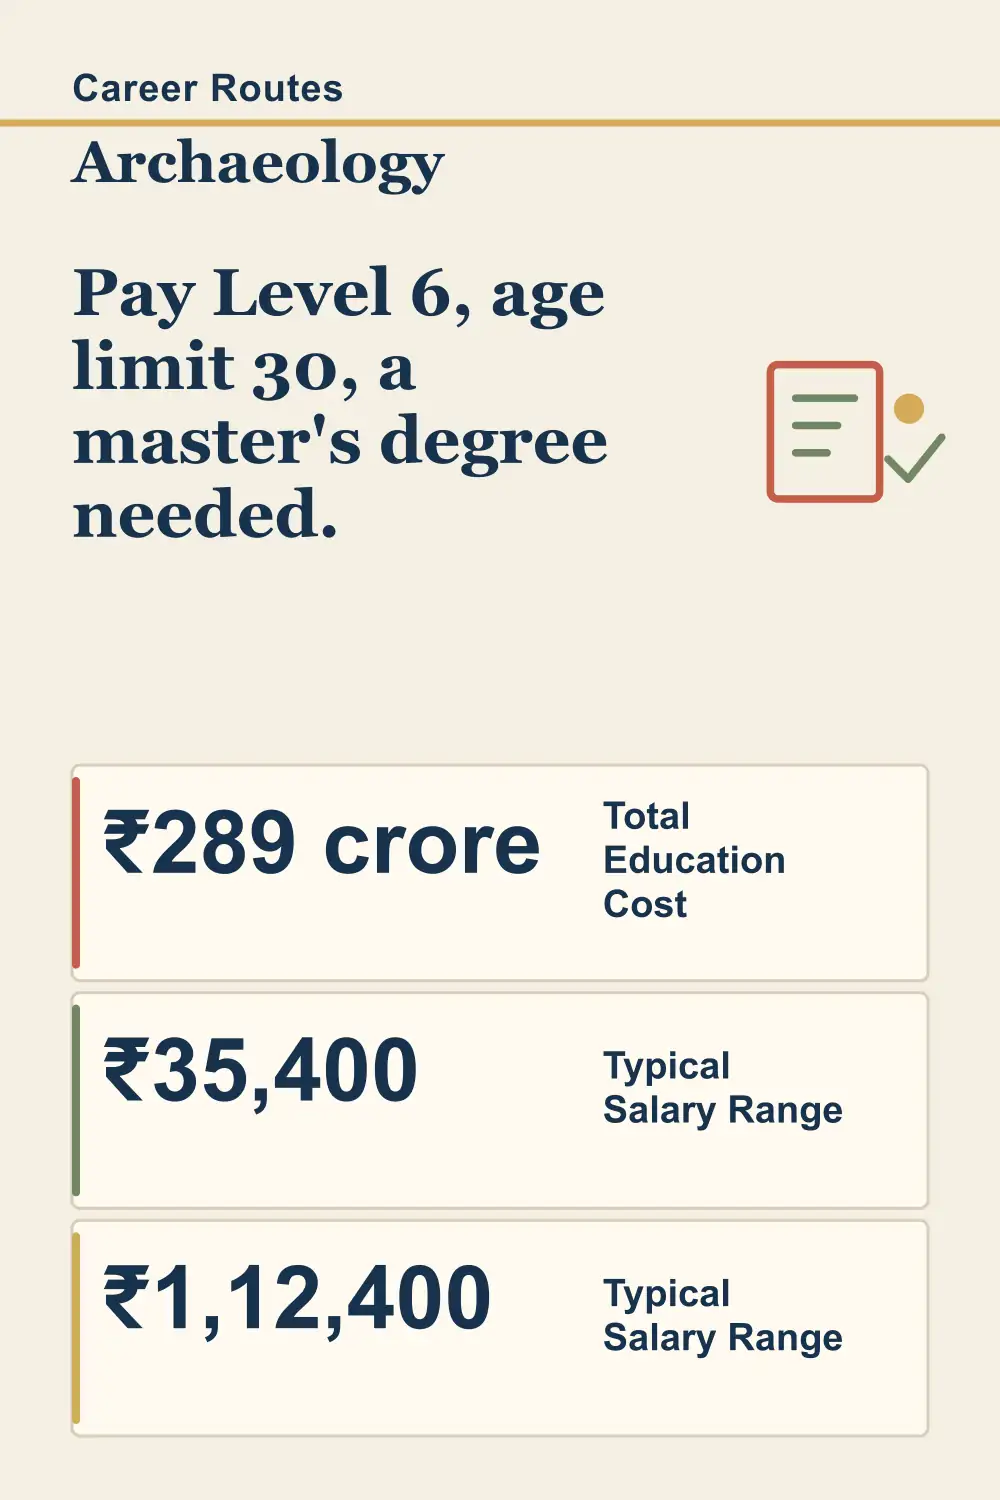 Career Routes
Archaeology
Pay Level 6, age
limit 30, a
master's degree
needed.
₹289 crore
Total
Education
Cost
₹35,400
Typical
Salary Range
₹1,12,400
Typical
Salary Range